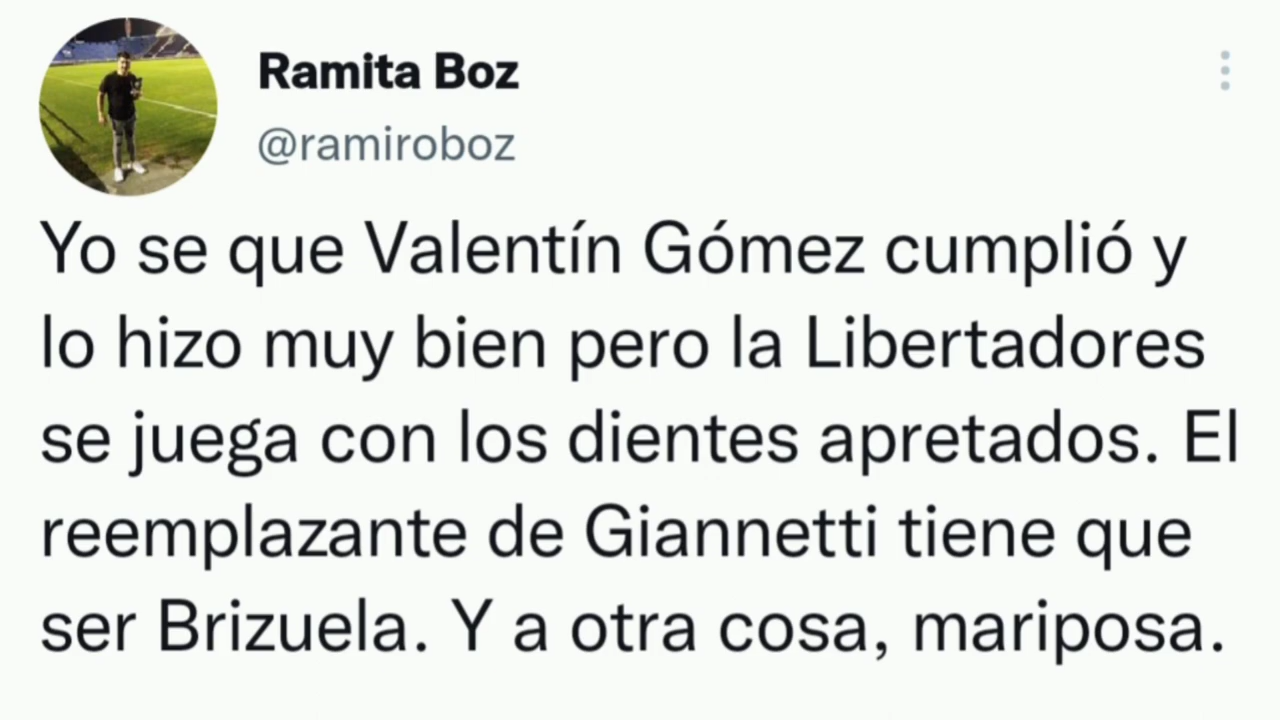 Ramita Boz
@ramiroboz
Yo se que Valentín Gómez cumplió y
lo hizo muy bien pero la Libertadores
se juega con los dientes apretados. El
reemplazante de Giannetti tiene que
ser Brizuela. Y a otra cosa, mariposa.